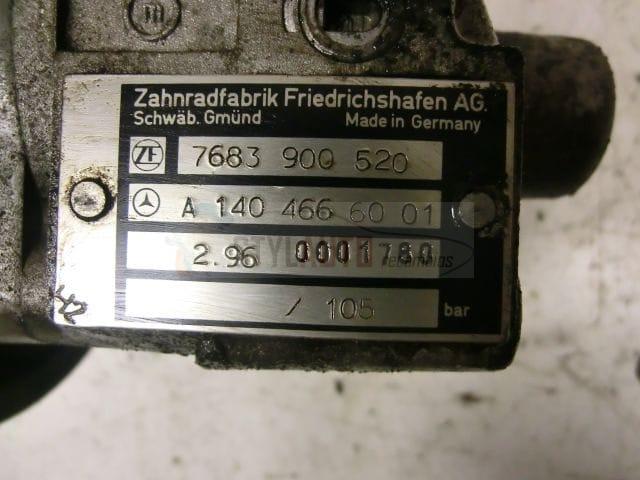 Zahnradfabrik Friedrichshafen AG.
Schwäb. Gmünd Made in Germany
ZF 7683 900 520
A 140 466 60 01
2.96 0001780
/ 105 bar
recambios